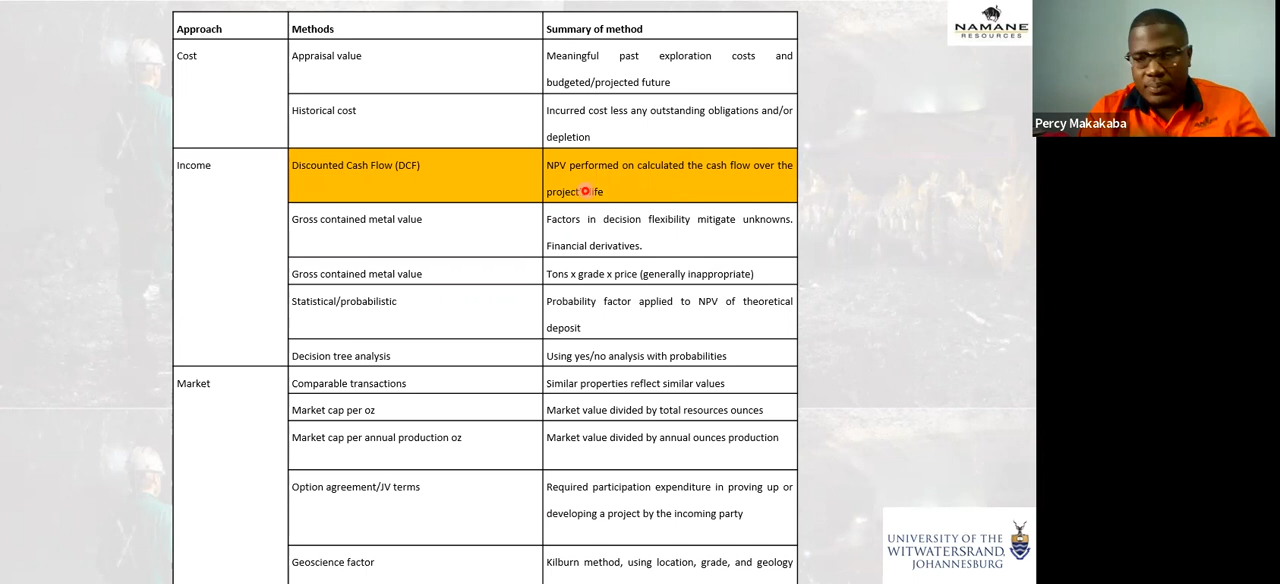 Approach Methods Summary of method
Cost Appraisal value Meaningful past exploration costs and
budgeted/projected future
Historical cost Incurred cost less any outstanding obligations and/or
depletion
Income Discounted Cash Flow (DCF) NPV performed on calculated the cash flow over the
project life
Gross contained metal value Factors in decision flexibility mitigate unknowns.
Financial derivatives.
Gross contained metal value Tons x grade x price (generally inappropriate)
Statistical/probabilistic Probability factor applied to NPV of theoretical
deposit
Decision tree analysis Using yes/no analysis with probabilities
Market Comparable transactions Similar properties reflect similar values
Market cap per oz Market value divided by total resources ounces
Market cap per annual production oz Market value divided by annual ounces production
Option agreement/JV terms Required participation expenditure in proving up or
developing a project by the incoming party
Geoscience factor Kilburn method, using location, grade, and geology
NAMANE
RESOURCES
Percy Makakaba
UNIVERSITY OF THE
WITWATERSRAND,
JOHANNESBURG